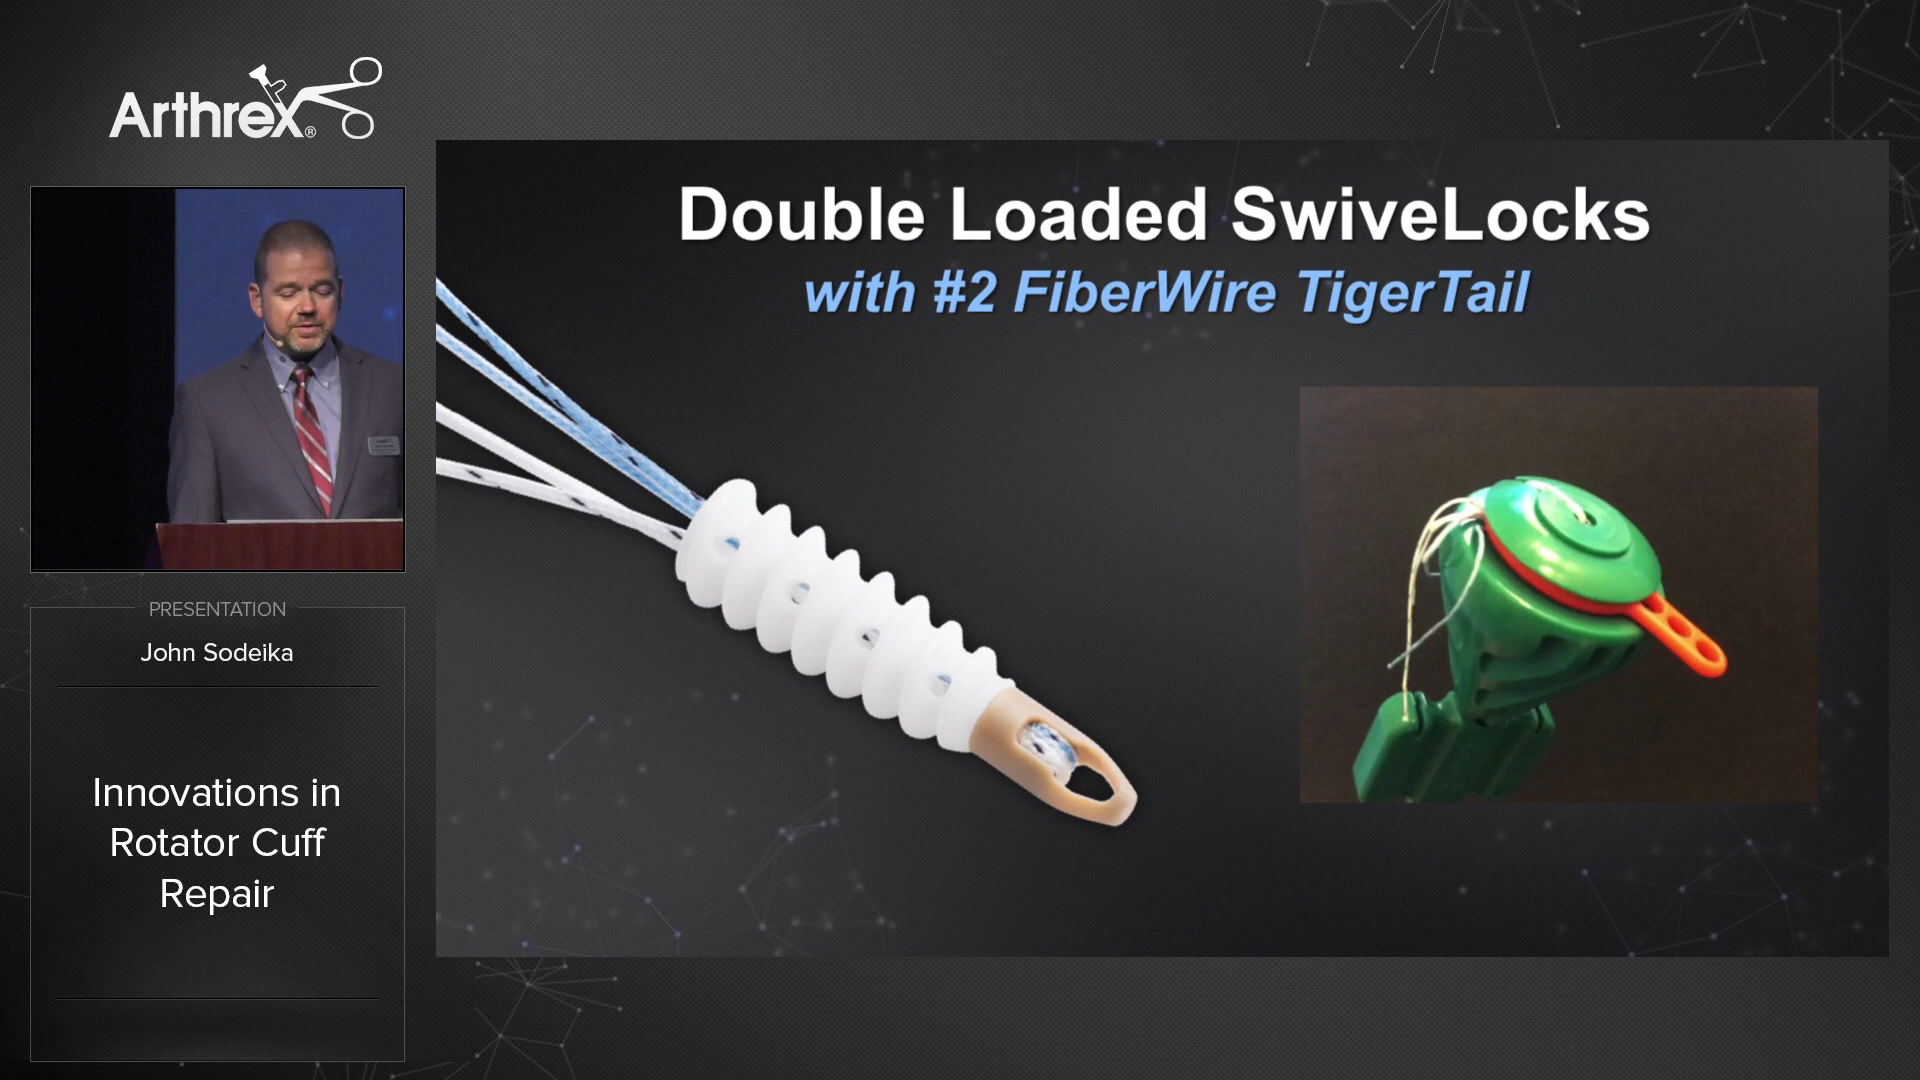 Arthrex®
Double Loaded SwiveLocks
with #2 FiberWire TigerTail
PRESENTATION
John Sodeika
Innovations in
Rotator Cuff
Repair